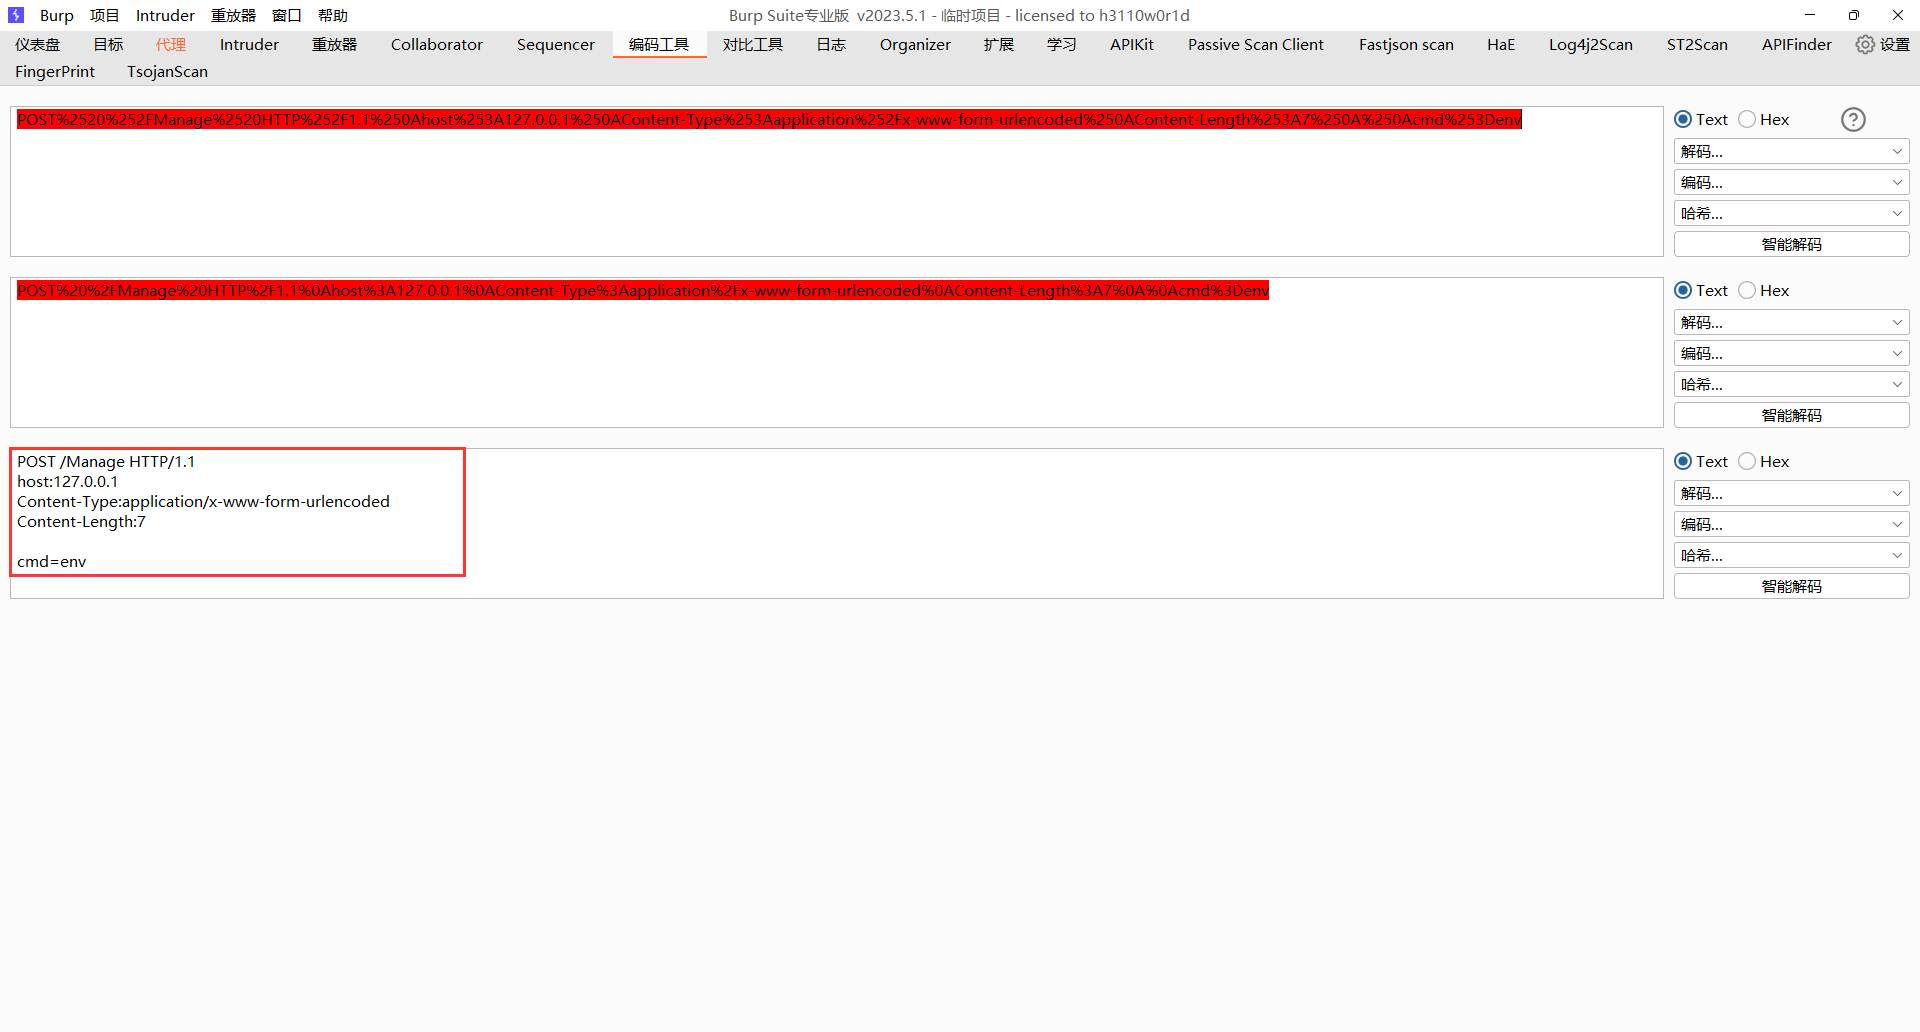 Burp 项目 Intruder 重放器 窗口 帮助 Burp Suite专业版 v2023.5.1 - 临时项目 - licensed to h3110w0r1d
仪表盘 目标 代理 Intruder 重放器 Collaborator Sequencer 编码工具 对比工具 日志 Organizer 扩展 学习 APIKit Passive Scan Client Fastjson scan HaE Log4j2Scan ST2Scan APIFinder 设置
FingerPrint TsojanScan
POST%2520%252FManage%2520HTTP%252F1.1%250Ahost%253A127.0.0.1%250AContent-Type%253Aapplication%252Fx-www-form-urlencoded%250AContent-Length%253A7%250A%250Acmd%253Denv
Text Hex ?
解码...
编码...
哈希...
智能解码
POST%20%2FManage%20HTTP%2F1.1%0Ahost%3A127.0.0.1%0AContent-Type%3Aapplication%2Fx-www-form-urlencoded%0AContent-Length%3A7%0A%0Acmd%3Denv
Text Hex
解码...
编码...
哈希...
智能解码
POST /Manage HTTP/1.1
host:127.0.0.1
Content-Type:application/x-www-form-urlencoded
Content-Length:7
cmd=env
Text Hex
解码...
编码...
哈希...
智能解码